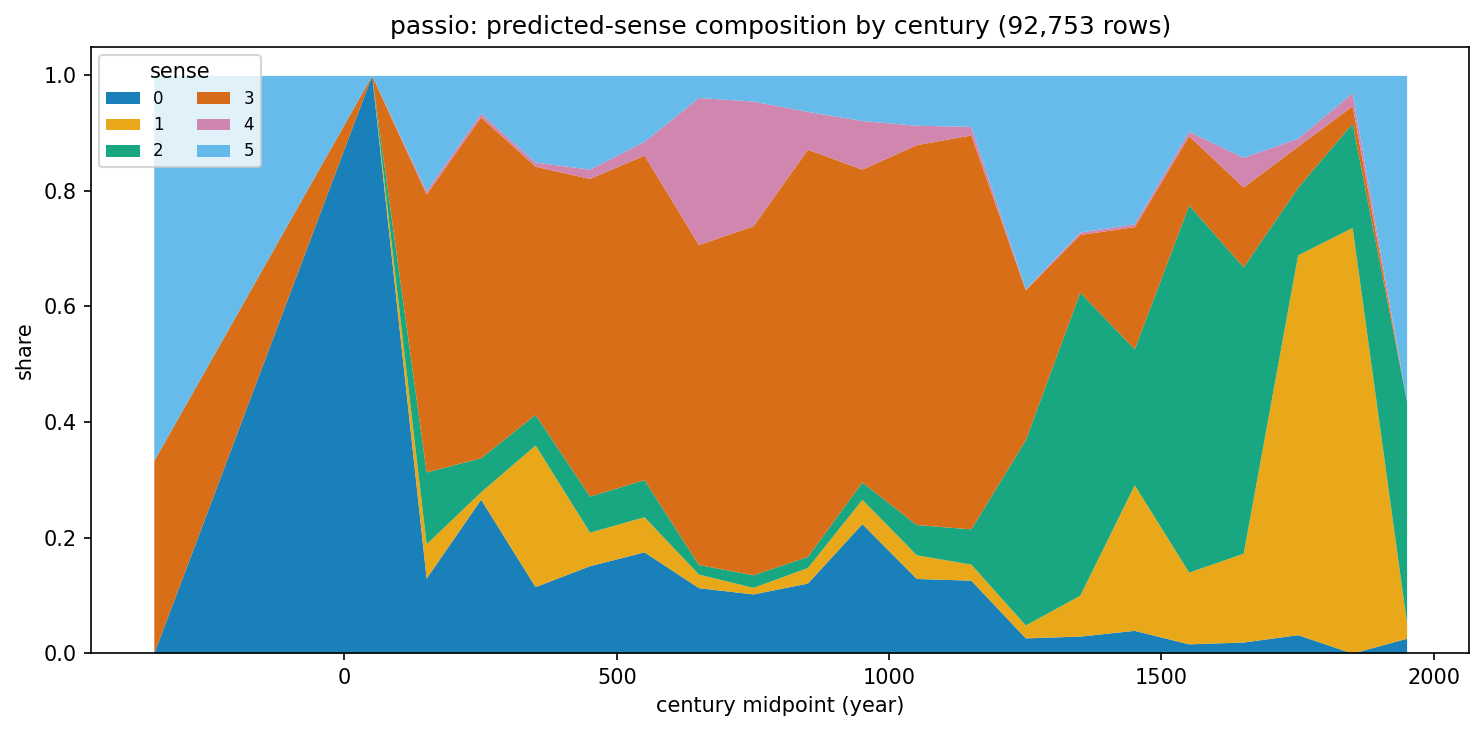 passio: predicted-sense composition by century (92,753 rows)
sense
0 3
1 4
2 5
1.0
0.8
0.6
0.4
0.2
0.0
share
0 500 1000 1500 2000
century midpoint (year)